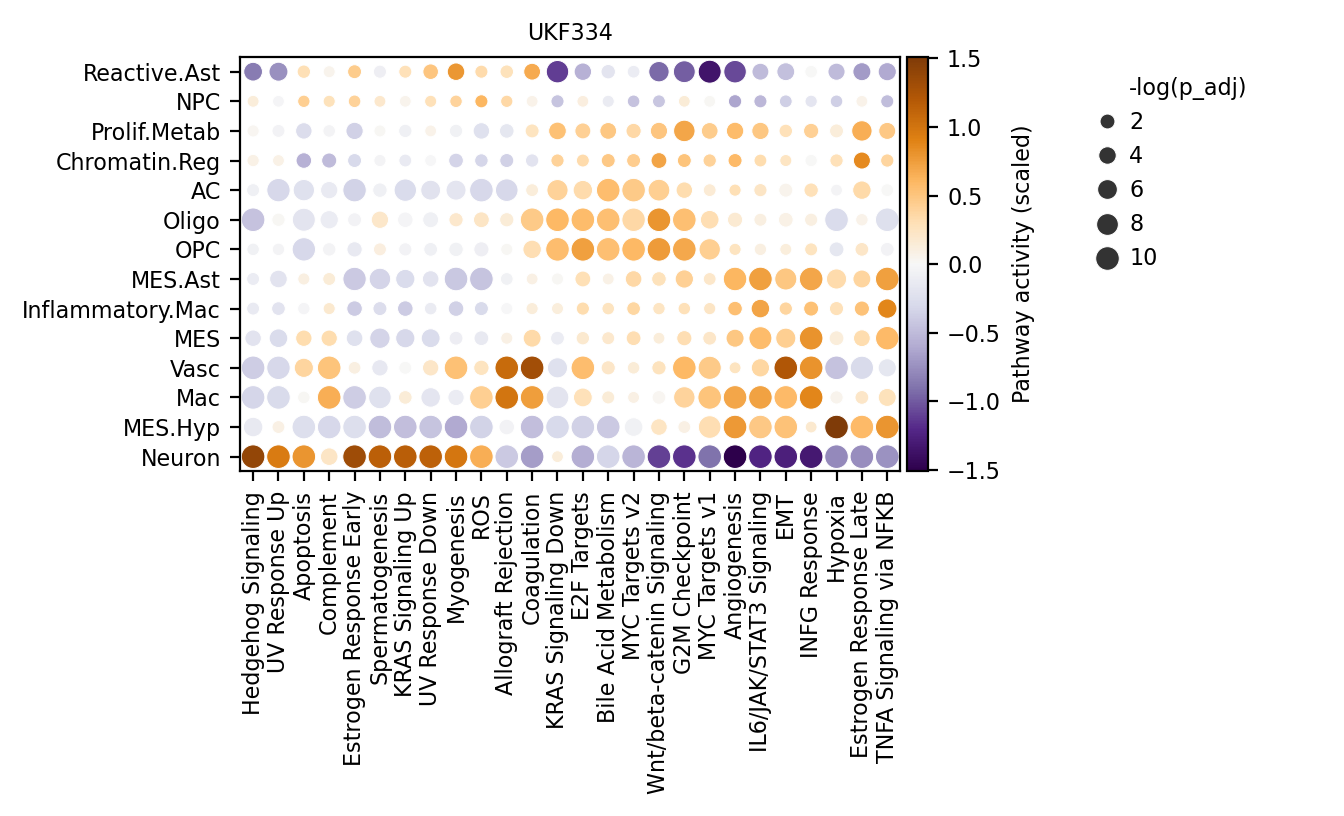 UKF334
Reactive.Ast
NPC
Prolif.Metab
Chromatin.Reg
AC
Oligo
OPC
MES.Ast
Inflammatory.Mac
MES
Vasc
Mac
MES.Hyp
Neuron
Hedgehog Signaling
UV Response Up
Apoptosis
Complement
Estrogen Response Early
Spermatogenesis
KRAS Signaling Up
UV Response Down
Myogenesis
ROS
Allograft Rejection
Coagulation
KRAS Signaling Down
E2F Targets
Bile Acid Metabolism
MYC Targets v2
Wnt/beta-catenin Signaling
G2M Checkpoint
MYC Targets v1
Angiogenesis
IL6/JAK/STAT3 Signaling
EMT
INFG Response
Hypoxia
Estrogen Response Late
TNFA Signaling via NFKB
1.5
1.0
0.5
0.0
−0.5
−1.0
−1.5
Pathway activity (scaled)
-log(p_adj)
2
4
6
8
10